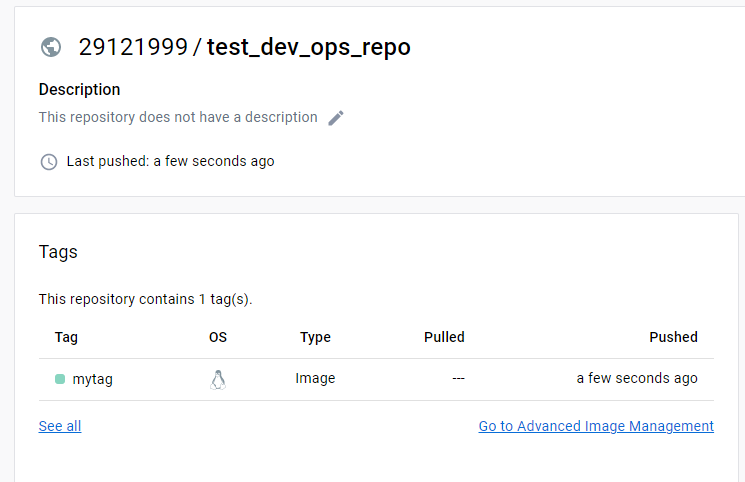 29121999 / test_dev_ops_repo
Description
This repository does not have a description
Last pushed: a few seconds ago
Tags
This repository contains 1 tag(s).
Tag OS Type Pulled Pushed
mytag Image --- a few seconds ago
See all Go to Advanced Image Management